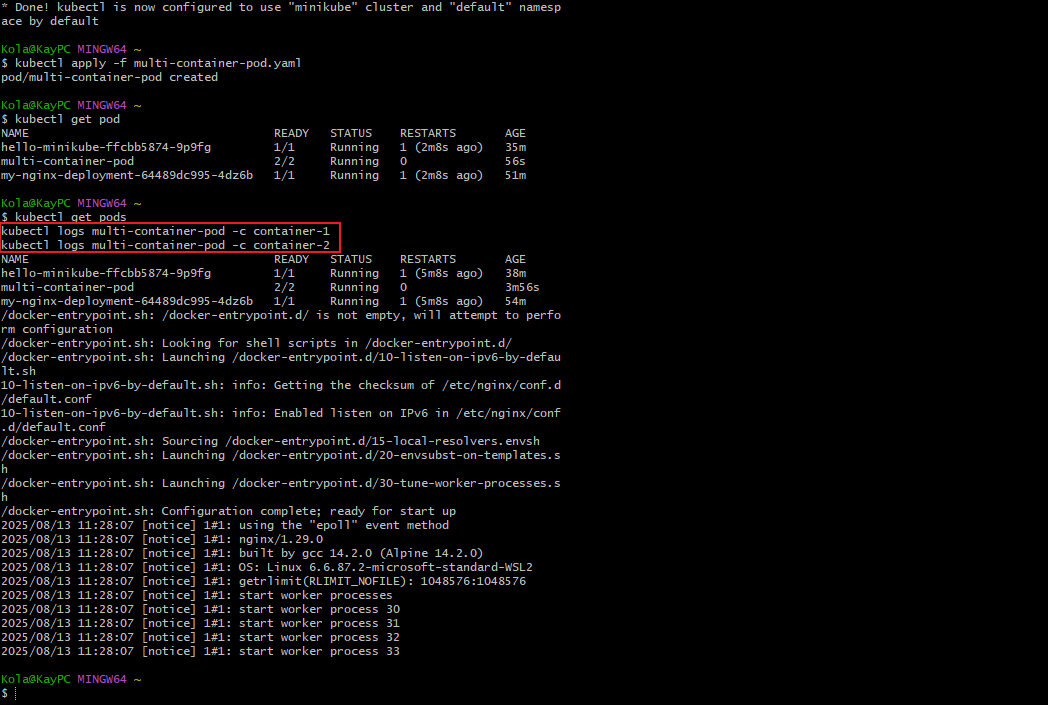 * Done! kubectl is now configured to use "minikube" cluster and "default" namesp
ace by default
Kola@KayPC MINGW64 ~
$ kubectl apply -f multi-container-pod.yaml
pod/multi-container-pod created
Kola@KayPC MINGW64 ~
$ kubectl get pod
NAME READY STATUS RESTARTS AGE
hello-minikube-ffcbb5874-9p9fg 1/1 Running 1 (2m8s ago) 35m
multi-container-pod 2/2 Running 0 56s
my-nginx-deployment-64489dc995-4dz6b 1/1 Running 1 (2m8s ago) 51m
Kola@KayPC MINGW64 ~
$ kubectl get pods
kubectl logs multi-container-pod -c container-1
kubectl logs multi-container-pod -c container-2
NAME READY STATUS RESTARTS AGE
hello-minikube-ffcbb5874-9p9fg 1/1 Running 1 (5m8s ago) 38m
multi-container-pod 2/2 Running 0 3m56s
my-nginx-deployment-64489dc995-4dz6b 1/1 Running 1 (5m8s ago) 54m
/docker-entrypoint.sh: /docker-entrypoint.d/ is not empty, will attempt to perfo
rm configuration
/docker-entrypoint.sh: Looking for shell scripts in /docker-entrypoint.d/
/docker-entrypoint.sh: Launching /docker-entrypoint.d/10-listen-on-ipv6-by-defau
lt.sh
10-listen-on-ipv6-by-default.sh: info: Getting the checksum of /etc/nginx/conf.d
/default.conf
10-listen-on-ipv6-by-default.sh: info: Enabled listen on IPv6 in /etc/nginx/conf
.d/default.conf
/docker-entrypoint.sh: Sourcing /docker-entrypoint.d/15-local-resolvers.envsh
/docker-entrypoint.sh: Launching /docker-entrypoint.d/20-envsubst-on-templates.s
h
/docker-entrypoint.sh: Launching /docker-entrypoint.d/30-tune-worker-processes.s
h
/docker-entrypoint.sh: Configuration complete; ready for start up
2025/08/13 11:28:07 [notice] 1#1: using the "epoll" event method
2025/08/13 11:28:07 [notice] 1#1: nginx/1.29.0
2025/08/13 11:28:07 [notice] 1#1: built by gcc 14.2.0 (Alpine 14.2.0)
2025/08/13 11:28:07 [notice] 1#1: OS: Linux 6.6.87.2-microsoft-standard-WSL2
2025/08/13 11:28:07 [notice] 1#1: getrlimit(RLIMIT_NOFILE): 1048576:1048576
2025/08/13 11:28:07 [notice] 1#1: start worker processes
2025/08/13 11:28:07 [notice] 1#1: start worker process 30
2025/08/13 11:28:07 [notice] 1#1: start worker process 31
2025/08/13 11:28:07 [notice] 1#1: start worker process 32
2025/08/13 11:28:07 [notice] 1#1: start worker process 33
Kola@KayPC MINGW64 ~
$